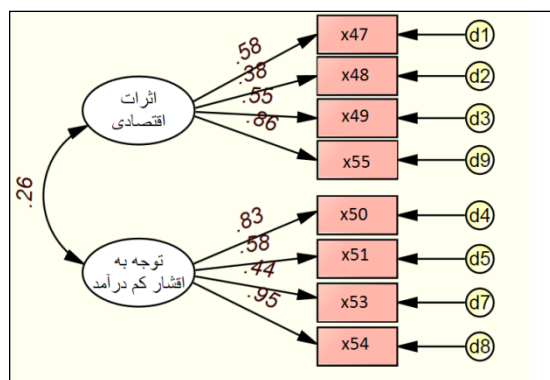 .58
x47
d1
.38
x48
d2
اثرات
اقتصادی
.55
x49
d3
.86
x55
d9
.26
.83
x50
d4
.58
x51
d5
توجه به
اقشار کم درآمد
.44
x53
d7
.95
x54
d8